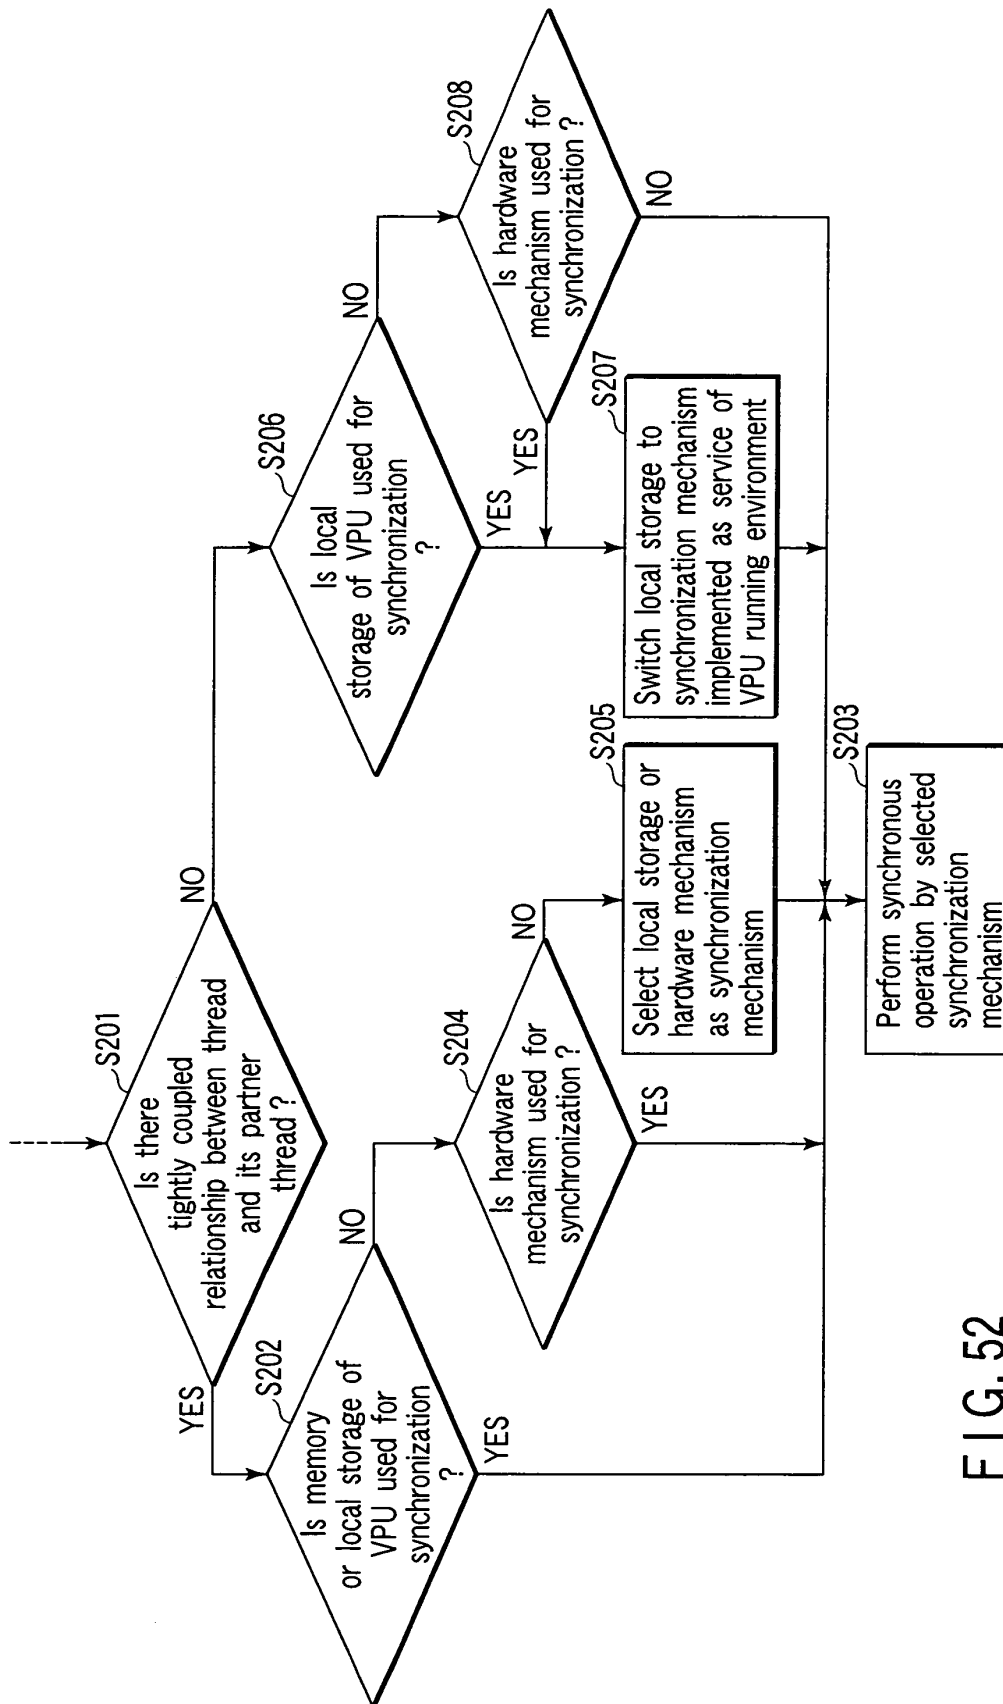 S201
Is there
tightly coupled
relationship between thread
and its partner
thread?
YES
NO
S202
Is memory
or local storage of
VPU used for
synchronization
?
NO
YES
S204
Is hardware
mechanism used for
synchronization?
NO
YES
S205
Select local storage or
hardware mechanism
as synchronization
mechanism
S206
Is local
storage of VPU used for
synchronization
?
NO
YES
S208
Is hardware
mechanism used for
synchronization?
YES
NO
S207
Switch local storage to
synchronization mechanism
implemented as service of
VPU running environment
S203
Perform synchronous
operation by selected
synchronization
mechanism
FIG. 52